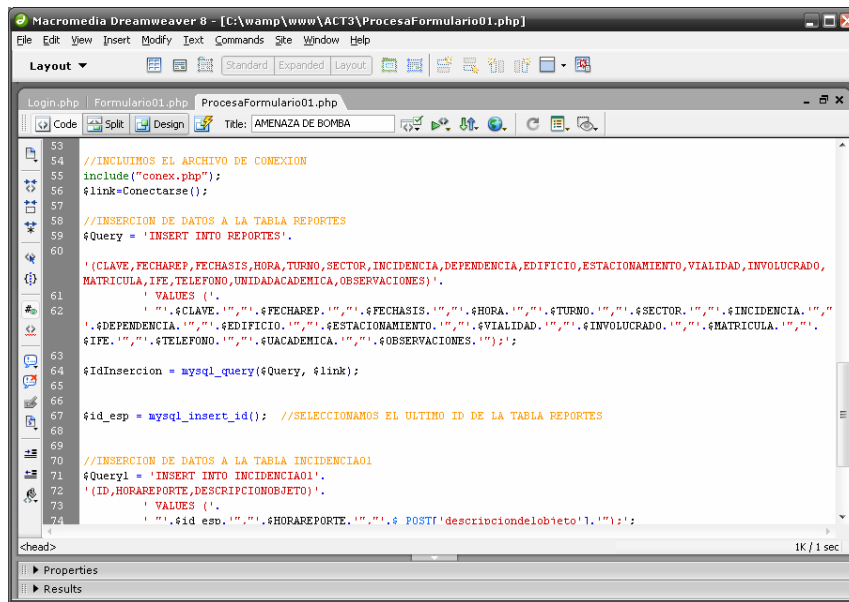 Macromedia Dreamweaver 8 - [C:\wamp\www\ACT3\ProcesaFormulario01.php]
File Edit View Insert Modify Text Commands Site Window Help
Layout Standard Expanded Layout
Login.php Formulario01.php ProcesaFormulario01.php
Code Split Design Title: AMENAZA DE BOMBA
53
54 //INCLUIMOS EL ARCHIVO DE CONEXION
55 include("conex.php");
56 $link=Conectarse();
57
58 //INSERCION DE DATOS A LA TABLA REPORTES
59 $Query = 'INSERT INTO REPORTES'.
60
'(CLAVE,FECHAREP,FECHASIS,HORA,TURNO,SECTOR,INCIDENCIA,DEPENDENCIA,EDIFICIO,ESTACIONAMIENTO,VIALIDAD,INVOLUCRADO,
MATRICULA,IFE,TELEFONO,UNIDADACADEMICA,OBSERVACIONES)'.
61 ' VALUES ('.
62 ' "'.$CLAVE.'","'.$FECHAREP.'","'.$FECHASIS.'","'.$HORA.'","'.$TURNO.'","'.$SECTOR.'","'.$INCIDENCIA.'","
'.$DEPENDENCIA.'","'.$EDIFICIO.'","'.$ESTACIONAMIENTO.'","'.$VIALIDAD.'","'.$INVOLUCRADO.'","'.$MATRICULA.'","'.
$IFE.'","'.$TELEFONO.'","'.$UACADEMICA.'","'.$OBSERVACIONES.'");';
63
64 $IdInsercion = mysql_query($Query, $link);
65
66
67 $id_esp = mysql_insert_id(); //SELECCIONAMOS EL ULTIMO ID DE LA TABLA REPORTES
68
69
70 //INSERCION DE DATOS A LA TABLA INCIDENCIA01
71 $Query1 = 'INSERT INTO INCIDENCIA01'.
72 '(ID,HORAREPORTE,DESCRIPCIONOBJETO)'.
73 ' VALUES ('.
74 ' "'.$id_esp.'","'.$HORAREPORTE.'","'.$_POST['descripciondelobjeto'].'");';
<head> 1K / 1 sec
Properties
Results